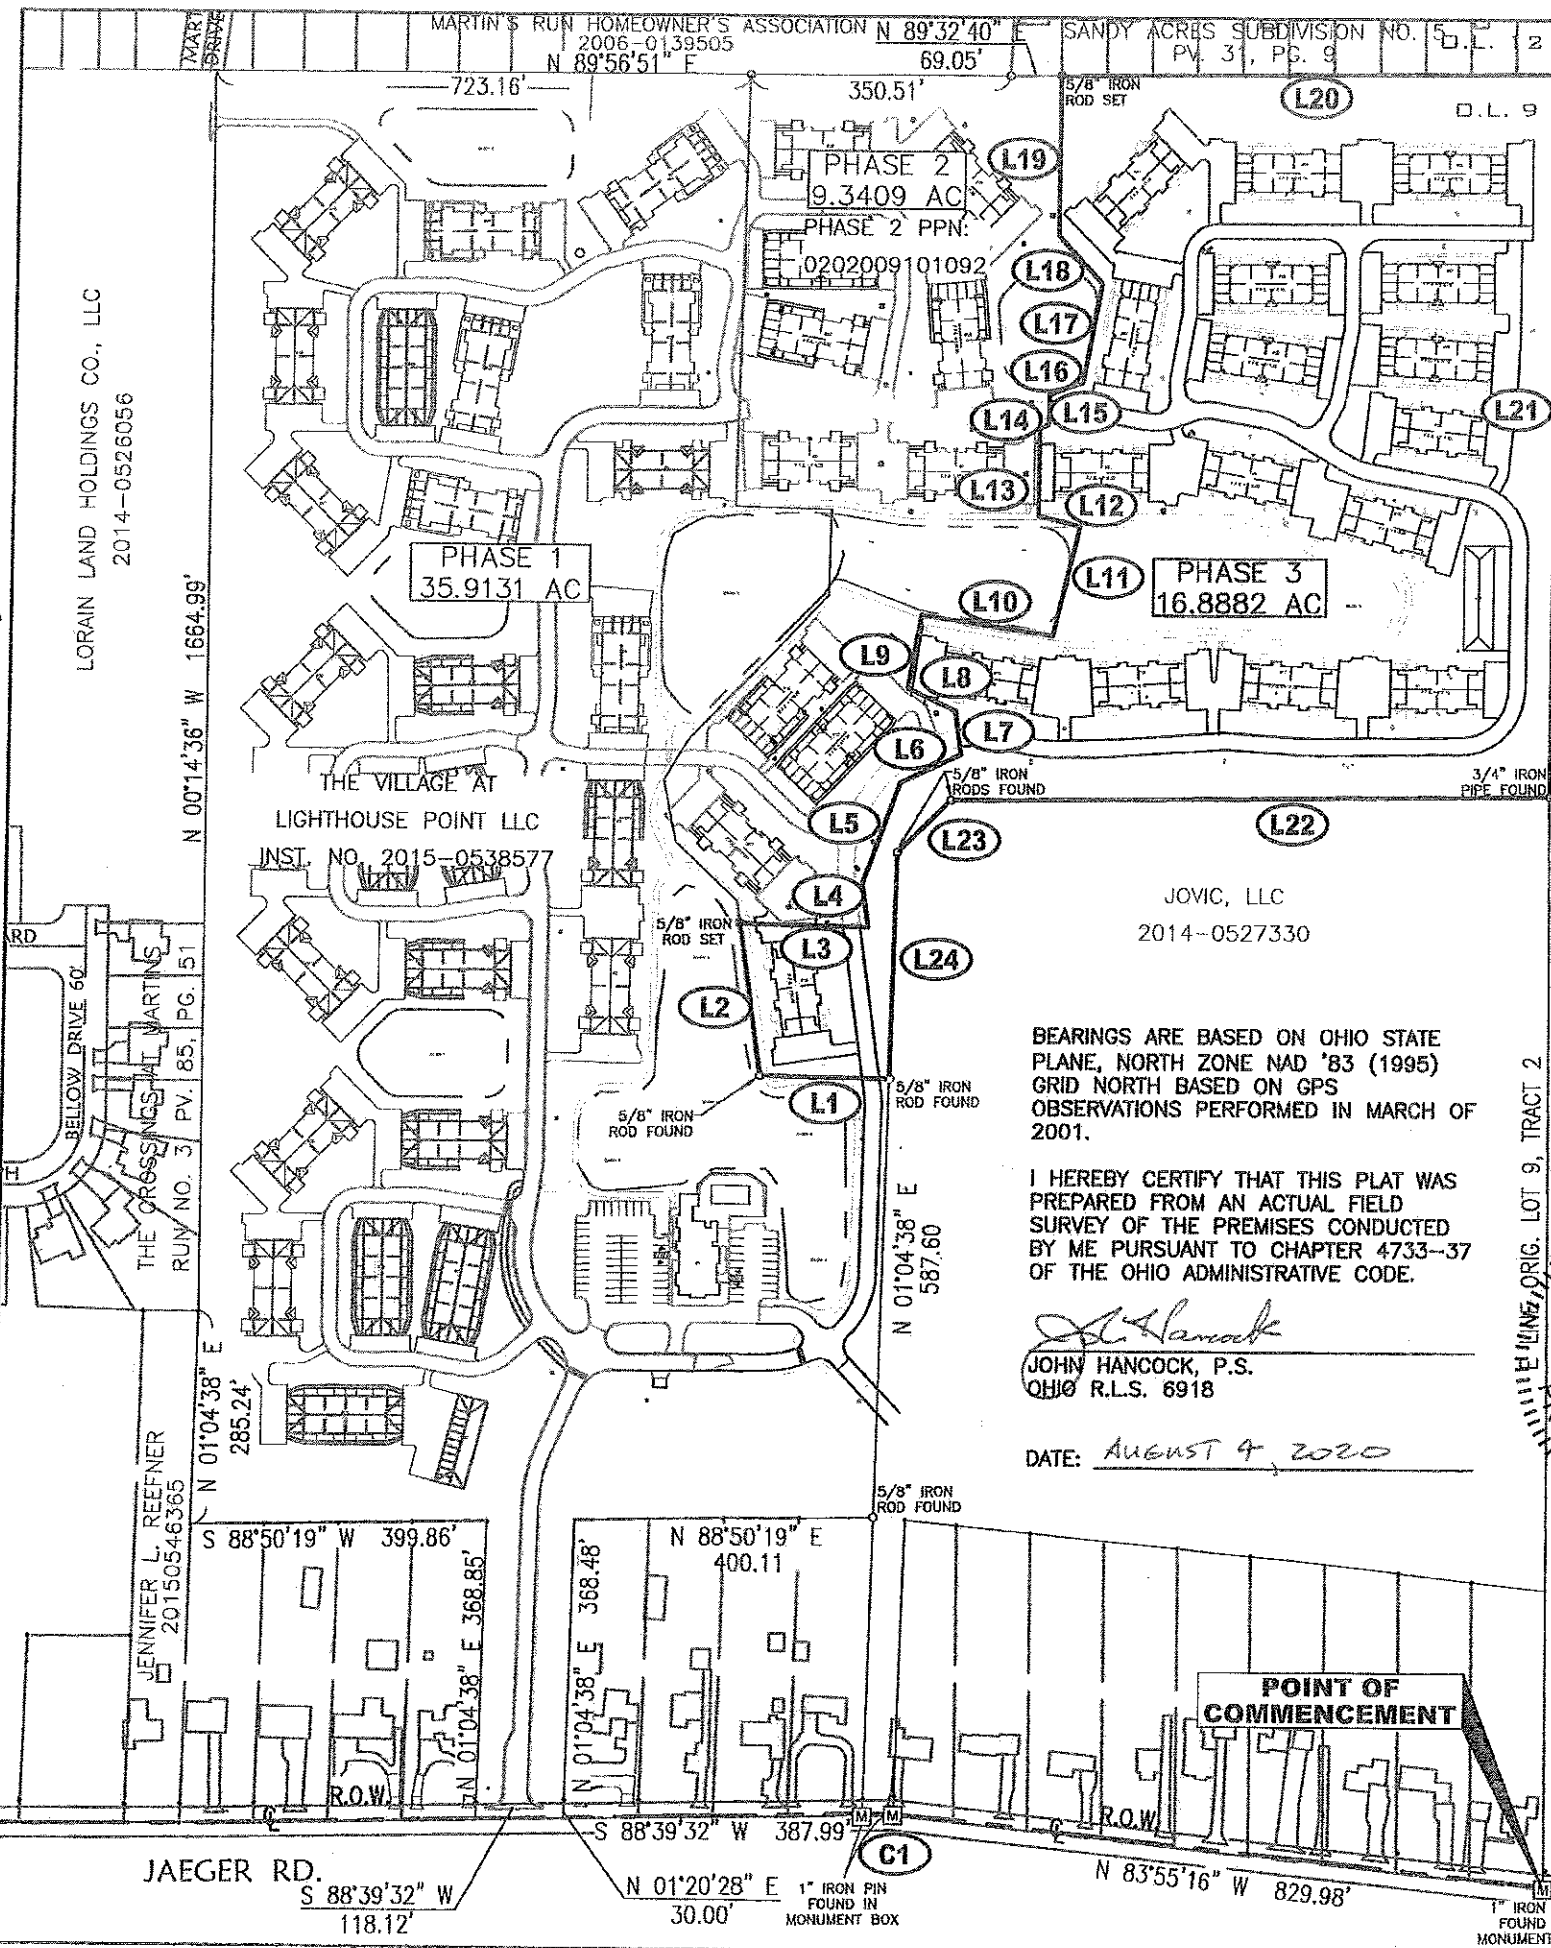 MARTIN'S RUN HOMEOWNER'S ASSOCIATION
2006-0139505
N 89°56'51" E
723.16'
N 89°32'40" E
69.05'
350.51'
SANDY ACRES SUBDIVISION NO. 5
PV. 31, PG. 9
O.L. 12
5/8" IRON
ROD SET
L20
O.L. 9
PHASE 2
9.3409 AC
PHASE 2 PPN:
0202009101092
L19
L18
L17
L16
L14
L15
L21
L13
L12
LORAIN LAND HOLDINGS CO., LLC
2014-0526056
N 00°14'36" W 1664.99'
PHASE 1
35.9131 AC
L11
L10
PHASE 3
16.8882 AC
L9
L8
L7
L6
THE VILLAGE AT
LIGHTHOUSE POINT LLC
INST. NO. 2015-0538577
5/8" IRON
RODS FOUND
3/4" IRON
PIPE FOUND
L5
L23
L22
L4
5/8" IRON
ROD SET
L3
JOVIC, LLC
2014-0527330
L24
L2
RD
BELLOW DRIVE 60'
THE CROSSINGS AT MARTINS
RUN NO. 3 PV. 85, PG. 51
H
BEARINGS ARE BASED ON OHIO STATE
PLANE, NORTH ZONE NAD '83 (1995)
GRID NORTH BASED ON GPS
OBSERVATIONS PERFORMED IN MARCH OF
2001.
5/8" IRON
ROD FOUND
L1
5/8" IRON
ROD FOUND
I HEREBY CERTIFY THAT THIS PLAT WAS
PREPARED FROM AN ACTUAL FIELD
SURVEY OF THE PREMISES CONDUCTED
BY ME PURSUANT TO CHAPTER 4733-37
OF THE OHIO ADMINISTRATIVE CODE.
N 01°04'38" E
587.60
E LINE, ORIG. LOT 9, TRACT 2
JOHN HANCOCK, P.S.
OHIO R.L.S. 6918
DATE: AUGUST 4, 2020
N 01°04'38" E
285.24'
JENNIFER L. REEFNER
20150546365
5/8" IRON
ROD FOUND
S 88°50'19" W 399.86'
N 88°50'19" E
400.11
N 01°04'38" E 368.85'
N 01°04'38" E 368.48'
POINT OF
COMMENCEMENT
R.O.W.
R.O.W.
S 88°39'32" W 387.99'
M
M
C1
JAEGER RD.
S 88°39'32" W
118.12'
N 01°20'28" E
30.00'
1" IRON PIN
FOUND IN
MONUMENT BOX
N 83°55'16" W 829.98'
M
1" IRON
FOUND
MONUMENT